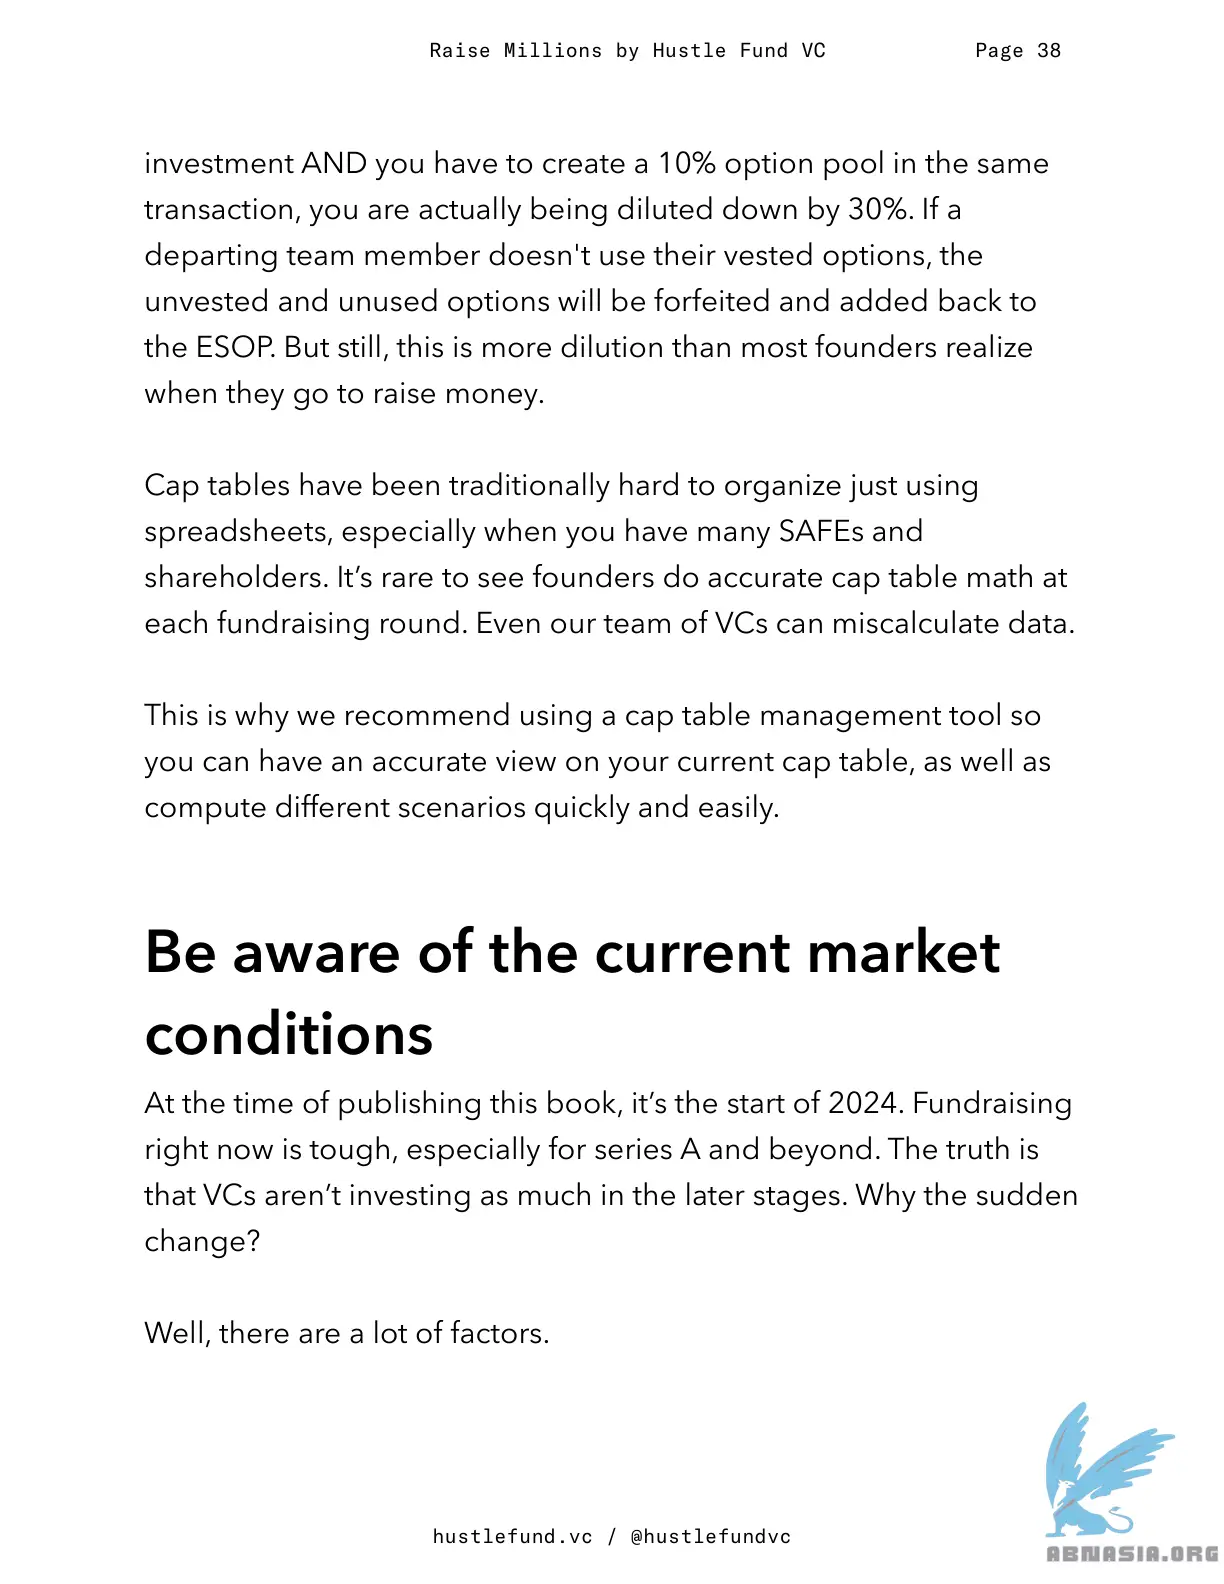 Raise Millions by Hustle Fund VC Page 38
investment AND you have to create a 10% option pool in the same
transaction, you are actually being diluted down by 30%. If a
departing team member doesn't use their vested options, the
unvested and unused options will be forfeited and added back to
the ESOP. But still, this is more dilution than most founders realize
when they go to raise money.
Cap tables have been traditionally hard to organize just using
spreadsheets, especially when you have many SAFEs and
shareholders. It’s rare to see founders do accurate cap table math at
each fundraising round. Even our team of VCs can miscalculate data.
This is why we recommend using a cap table management tool so
you can have an accurate view on your current cap table, as well as
compute different scenarios quickly and easily.
Be aware of the current market
conditions
At the time of publishing this book, it’s the start of 2024. Fundraising
right now is tough, especially for series A and beyond. The truth is
that VCs aren’t investing as much in the later stages. Why the sudden
change?
Well, there are a lot of factors.
hustlefund.vc / @hustlefundvc
ABNASIA.ORG